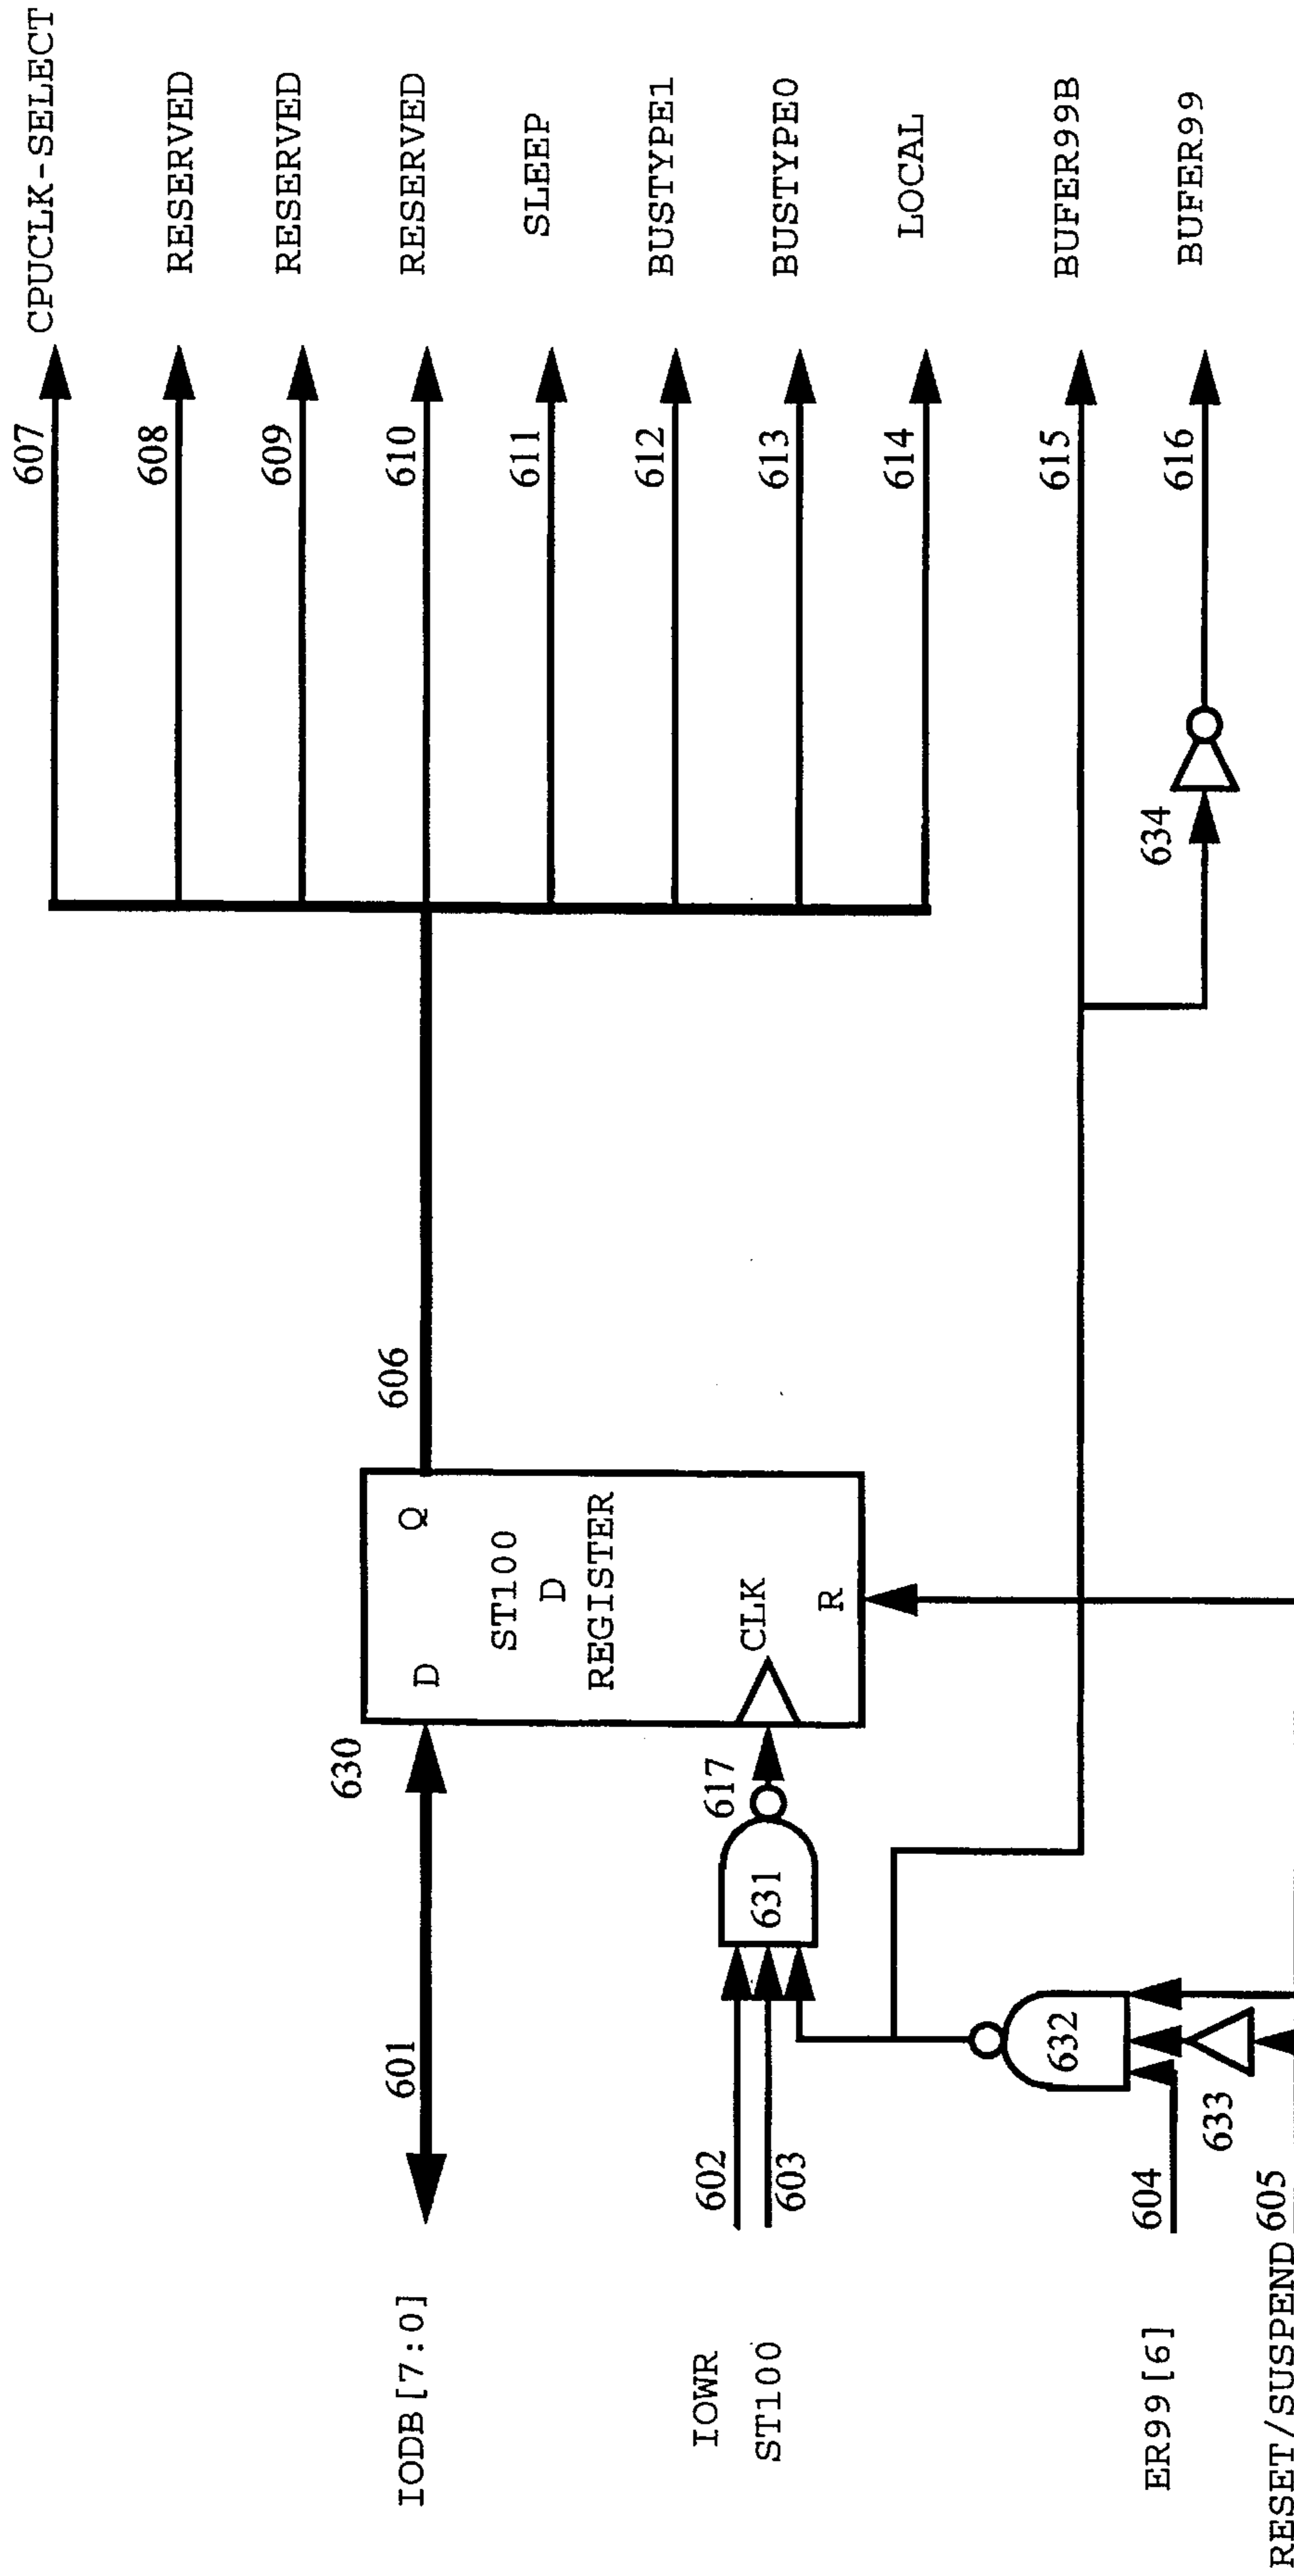 CPUCLK-SELECT
607
RESERVED
608
RESERVED
609
RESERVED
610
SLEEP
611
BUSTYPE1
612
BUSTYPE0
613
LOCAL
614
BUFER99B
615
BUFER99
616
634
606
Q
D
ST100
D
REGISTER
CLK
R
630
617
631
601
IODB[7:0]
602
603
IOWR
ST100
632
633
604
ER99[6]
605
RESET/SUSPEND